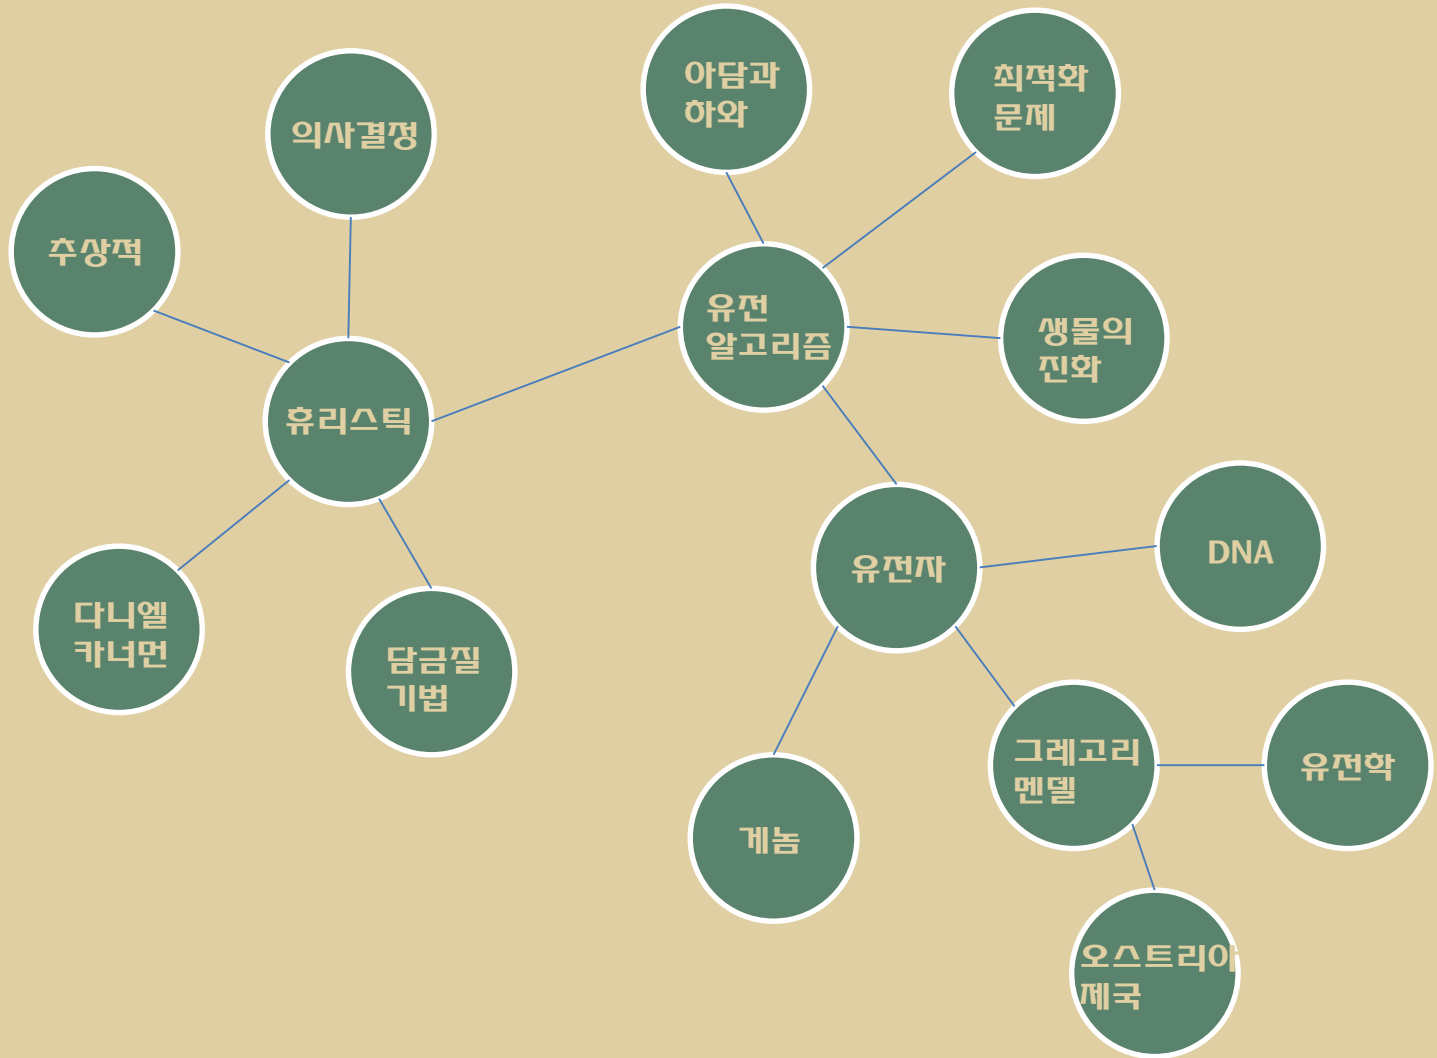 아담과
하와
최적화
문제
의사결정
추상적
유전
알고리즘
생물의
진화
휴리스틱
DNA
유전자
다니엘
카너먼
담금질
기법
그레고리
멘델
유전학
게놈
오스트리아
제국